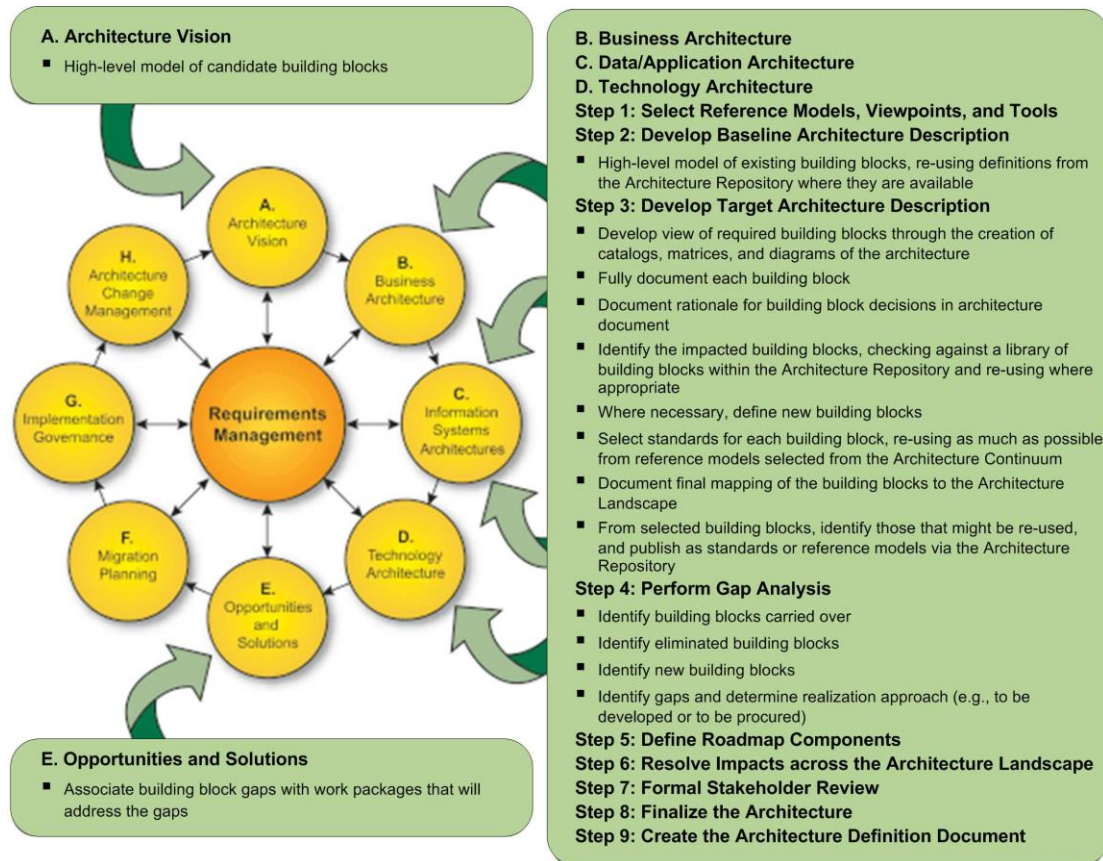 A. Architecture Vision
▪ High-level model of candidate building blocks
A.
Architecture
Vision
B.
Business
Architecture
C.
Information
Systems
Architectures
D.
Technology
Architecture
E.
Opportunities
and
Solutions
F.
Migration
Planning
G.
Implementation
Governance
H.
Architecture
Change
Management
Requirements
Management
E. Opportunities and Solutions
▪ Associate building block gaps with work packages that will
address the gaps
B. Business Architecture
C. Data/Application Architecture
D. Technology Architecture
Step 1: Select Reference Models, Viewpoints, and Tools
Step 2: Develop Baseline Architecture Description
▪ High-level model of existing building blocks, re-using definitions from
the Architecture Repository where they are available
Step 3: Develop Target Architecture Description
▪ Develop view of required building blocks through the creation of
catalogs, matrices, and diagrams of the architecture
▪ Fully document each building block
▪ Document rationale for building block decisions in architecture
document
▪ Identify the impacted building blocks, checking against a library of
building blocks within the Architecture Repository and re-using where
appropriate
▪ Where necessary, define new building blocks
▪ Select standards for each building block, re-using as much as possible
from reference models selected from the Architecture Continuum
▪ Document final mapping of the building blocks to the Architecture
Landscape
▪ From selected building blocks, identify those that might be re-used,
and publish as standards or reference models via the Architecture
Repository
Step 4: Perform Gap Analysis
▪ Identify building blocks carried over
▪ Identify eliminated building blocks
▪ Identify new building blocks
▪ Identify gaps and determine realization approach (e.g., to be
developed or to be procured)
Step 5: Define Roadmap Components
Step 6: Resolve Impacts across the Architecture Landscape
Step 7: Formal Stakeholder Review
Step 8: Finalize the Architecture
Step 9: Create the Architecture Definition Document